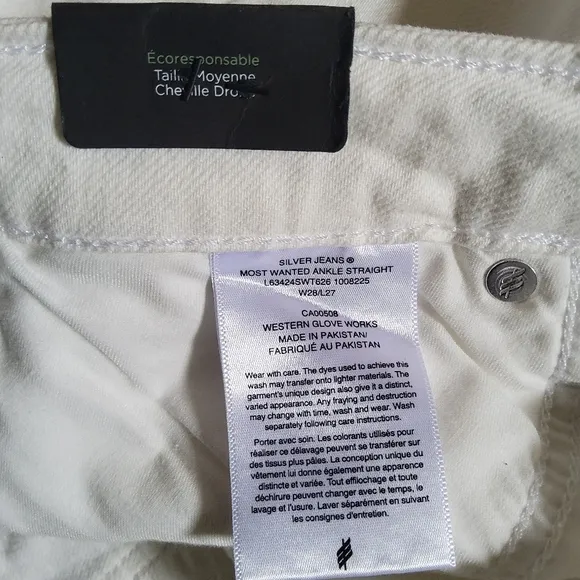 Écoresponsable
Taille Moyenne
Cheville Droite
SILVER JEANS ®
MOST WANTED ANKLE STRAIGHT
L63424SWT626 1008225
W28/L27
CA00508
WESTERN GLOVE WORKS
MADE IN PAKISTAN/
FABRIQUÉ AU PAKISTAN
Wear with care. The dyes used to achieve this
wash may transfer onto lighter materials. The
garment's unique design also give it a distinct,
varied appearance. Any fraying and destruction
may change with time, wash and wear. Wash
separately following care instructions.
Porter avec soin. Les colorants utilisés pour
réaliser ce délavage peuvent se transférer sur
des tissus plus pâles. La conception unique du
vêtement lui donne également une apparence
distincte et variée. Tout effilochage et toute
déchirure peuvent changer avec le temps, le
lavage et l'usure. Laver séparément en suivant
les consignes d'entretien.